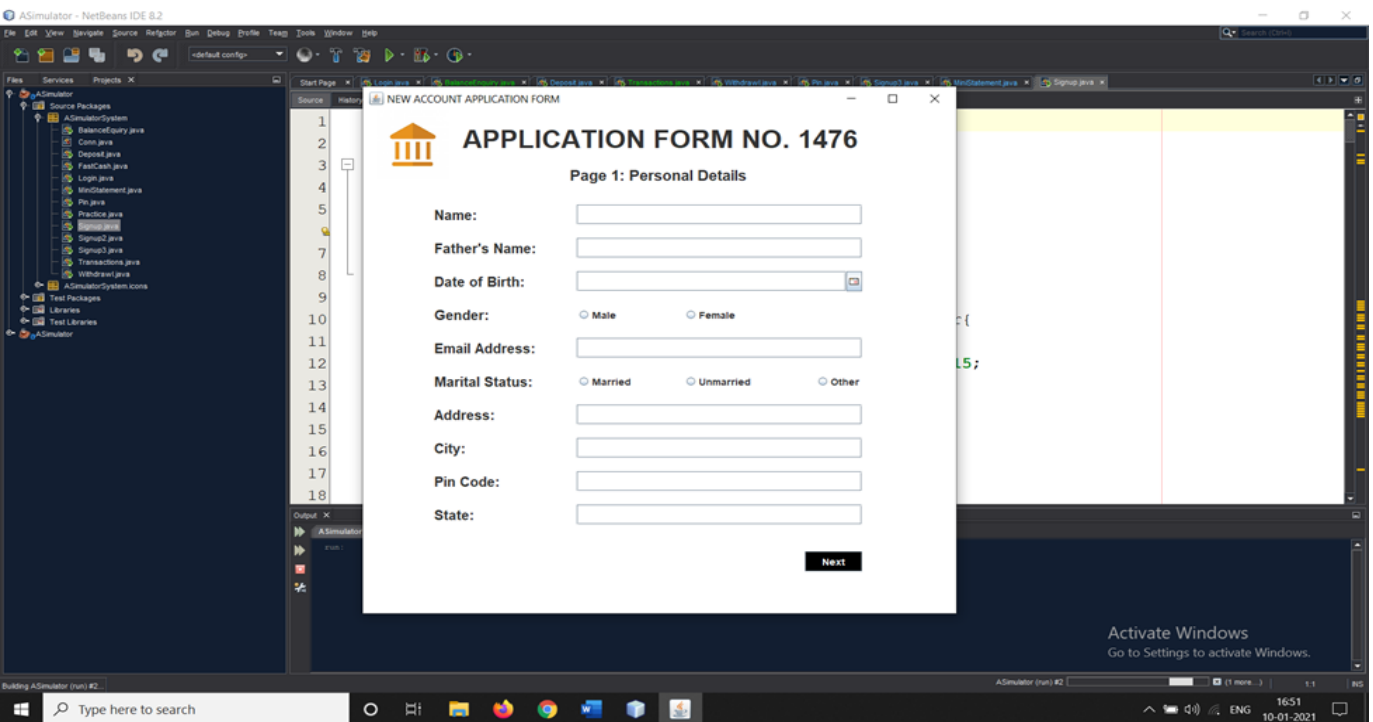 ASimulator - NetBeans IDE 8.2
File Edit View Navigate Source Refactor Run Debug Profile Team Tools Window Help
Search (Ctrl+I)
<default config>
Files Services Projects
Start Page Login.java BalanceEnquiry.java Deposit.java Transactions.java Withdrawl.java Pin.java Signup3.java MiniStatement.java Signup.java
Source History
ASimulator
Source Packages
ASimulatorSystem
BalanceEquiry.java
Conn.java
Deposit.java
FastCash.java
Login.java
MiniStatement.java
Pin.java
Practice.java
Signup.java
Signup2.java
Signup3.java
Transactions.java
Withdrawl.java
ASimulatorSystem.icons
Test Packages
Libraries
Test Libraries
ASimulator
1
2
3
4
5
7
8
9
10
11
12
13
14
15
16
17
18
r{
15;
NEW ACCOUNT APPLICATION FORM
APPLICATION FORM NO. 1476
Page 1: Personal Details
Name:
Father's Name:
Date of Birth:
Gender: Male Female
Email Address:
Marital Status: Married Unmarried Other
Address:
City:
Pin Code:
State:
Next
Output
ASimulator
run:
Activate Windows
Go to Settings to activate Windows.
Building ASimulator (run) #2...
ASimulator (run) #2 (1 more...) 1:1 INS
Type here to search
ENG
16:51
10-01-2021